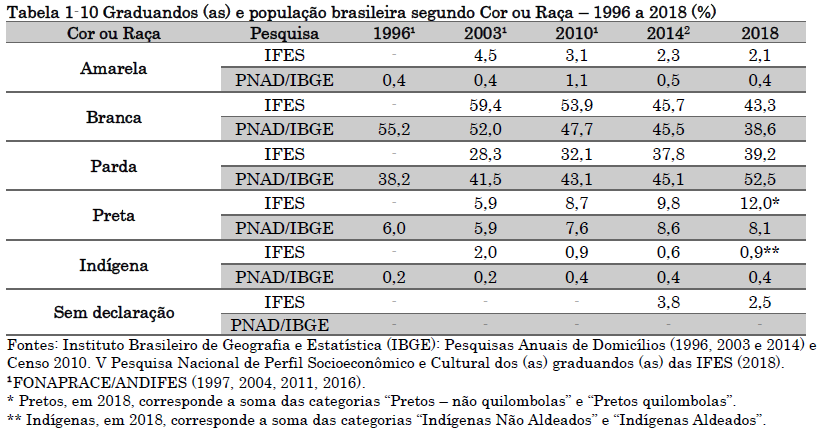 Tabela 1-10 Graduandos (as) e população brasileira segundo Cor ou Raça – 1996 a 2018 (%)
Cor ou Raça Pesquisa 1996¹ 2003¹ 2010¹ 2014² 2018
Amarela IFES - 4,5 3,1 2,3 2,1
PNAD/IBGE 0,4 0,4 1,1 0,5 0,4
Branca IFES - 59,4 53,9 45,7 43,3
PNAD/IBGE 55,2 52,0 47,7 45,5 38,6
Parda IFES - 28,3 32,1 37,8 39,2
PNAD/IBGE 38,2 41,5 43,1 45,1 52,5
Preta IFES - 5,9 8,7 9,8 12,0*
PNAD/IBGE 6,0 5,9 7,6 8,6 8,1
Indígena IFES - 2,0 0,9 0,6 0,9**
PNAD/IBGE 0,2 0,2 0,4 0,4 0,4
Sem declaração IFES - - - 3,8 2,5
PNAD/IBGE - - - - -
Fontes: Instituto Brasileiro de Geografia e Estatística (IBGE): Pesquisas Anuais de Domicílios (1996, 2003 e 2014) e
Censo 2010. V Pesquisa Nacional de Perfil Socioeconômico e Cultural dos (as) graduandos (as) das IFES (2018).
¹FONAPRACE/ANDIFES (1997, 2004, 2011, 2016).
* Pretos, em 2018, corresponde a soma das categorias “Pretos – não quilombolas” e “Pretos quilombolas”.
** Indígenas, em 2018, corresponde a soma das categorias “Indígenas Não Aldeados” e “Indígenas Aldeados”.